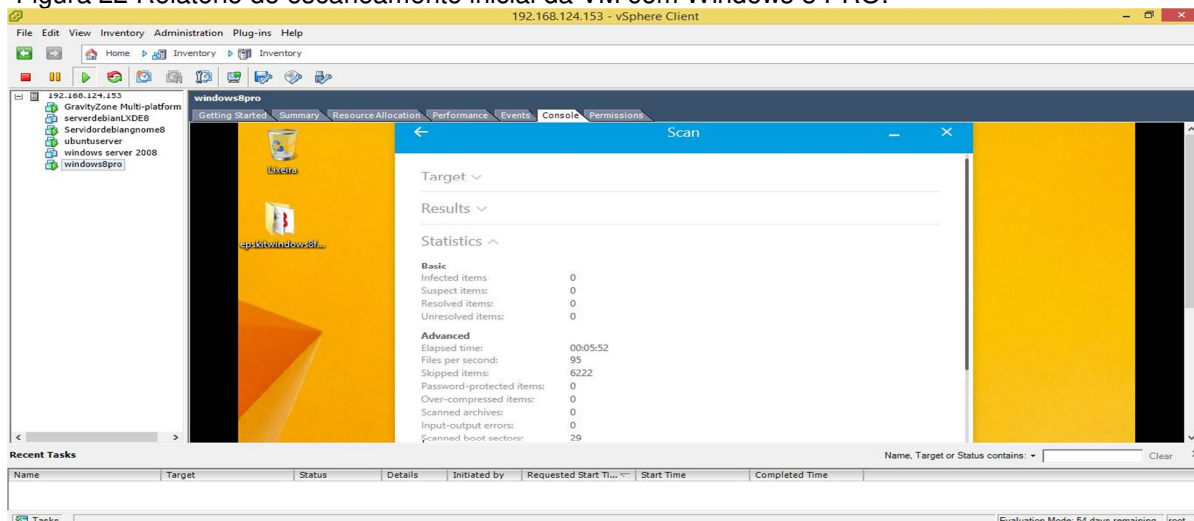 Figura 22 Relatório do escaneamento inicial da VM com Windows 8 PRO.
192.168.124.153 - vSphere Client
File Edit View Inventory Administration Plug-ins Help
Home Inventory Inventory
192.168.124.153
GravityZone Multi-platform
serverdebianLXDE8
Servidordebiangnome8
ubuntuserver
windows server 2008
windows8pro
windows8pro
Getting Started Summary Resource Allocation Performance Events Console Permissions
Lixeira
epskitwindows8f...
Scan
Target
Results
Statistics
Basic
Infected items 0
Suspect items: 0
Resolved items: 0
Unresolved items: 0
Advanced
Elapsed time: 00:05:52
Files per second: 95
Skipped items: 6222
Password-protected items: 0
Over-compressed items: 0
Scanned archives: 0
Input-output errors: 0
Scanned boot sectors: 29
Recent Tasks
Name, Target or Status contains: Clear
Name Target Status Details Initiated by Requested Start Ti... Start Time Completed Time
Tasks Evaluation Mode: 54 days remaining root